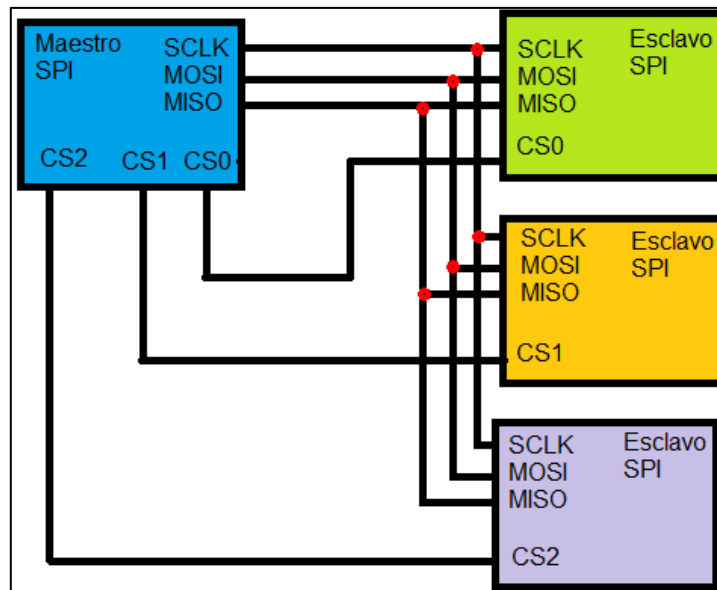 Maestro
SPI
SCLK
MOSI
MISO
CS2
CS1
CS0
SCLK
MOSI
MISO
CS0
Esclavo
SPI
SCLK
MOSI
MISO
CS1
Esclavo
SPI
SCLK
MOSI
MISO
CS2
Esclavo
SPI